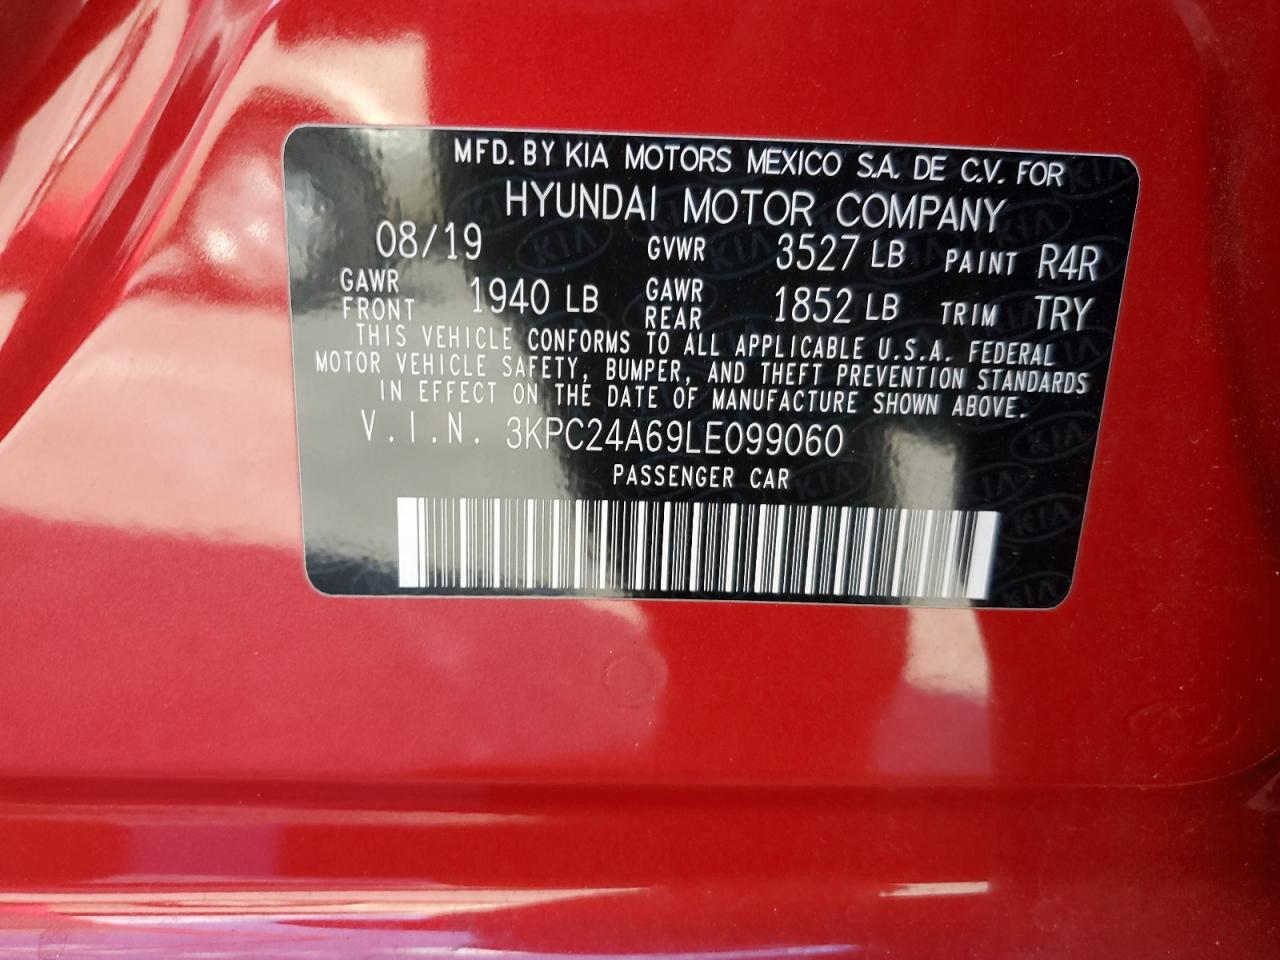 MFD. BY KIA MOTORS MEXICO S.A. DE C.V. FOR
HYUNDAI MOTOR COMPANY
08/19 GVWR 3527 LB PAINT R4R
GAWR FRONT 1940 LB GAWR REAR 1852 LB TRIM TRY
THIS VEHICLE CONFORMS TO ALL APPLICABLE U.S.A. FEDERAL
MOTOR VEHICLE SAFETY, BUMPER, AND THEFT PREVENTION STANDARDS
IN EFFECT ON THE DATE OF MANUFACTURE SHOWN ABOVE.
V.I.N. 3KPC24A69LE099060
PASSENGER CAR